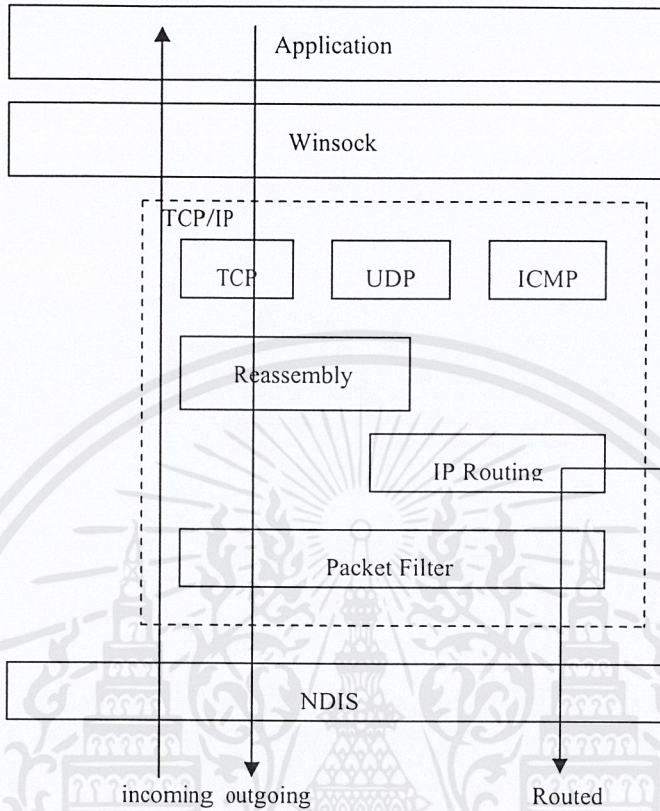 Application
Winsock
TCP/IP
TCP
UDP
ICMP
Reassembly
IP Routing
Packet Filter
NDIS
incoming outgoing
Routed